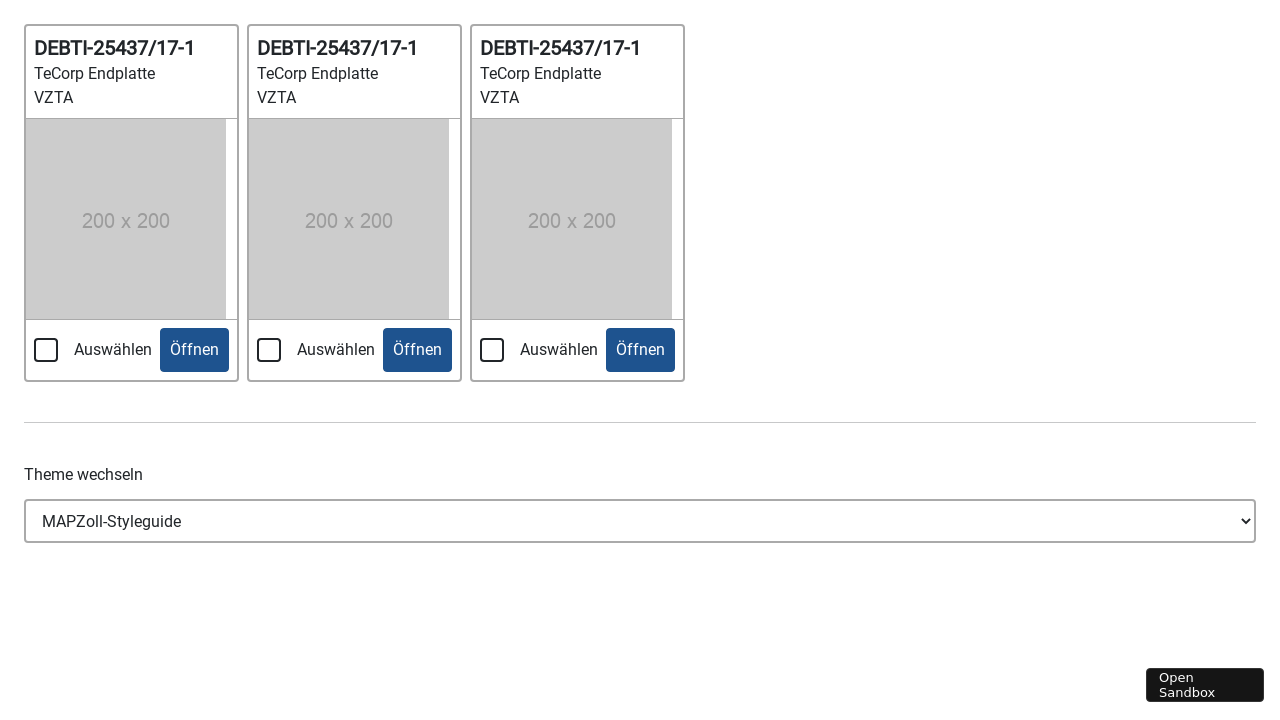 DEBTI-25437/17-1
TeCorp Endplatte
VZTA
200 x 200
Auswählen Öffnen
DEBTI-25437/17-1
TeCorp Endplatte
VZTA
200 x 200
Auswählen Öffnen
DEBTI-25437/17-1
TeCorp Endplatte
VZTA
200 x 200
Auswählen Öffnen
Theme wechseln
MAPZoll-Styleguide
Open
Sandbox